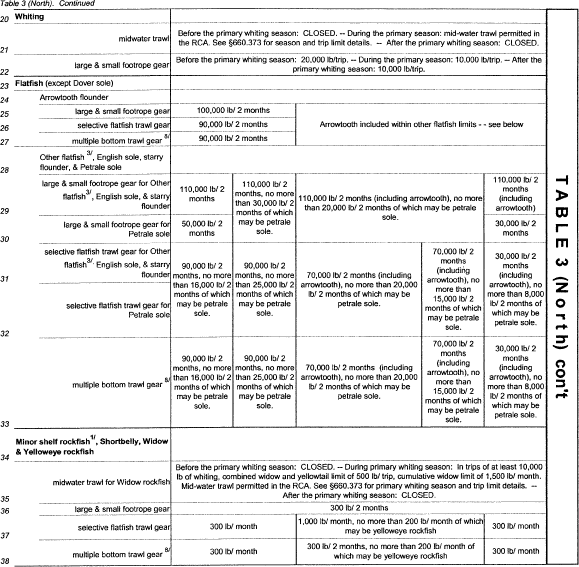 Table 3 (North). Continued
20 Whiting
midwater trawl
Before the primary whiting season: CLOSED. -- During the primary season: mid-water trawl permitted in
the RCA. See §660.373 for season and trip limit details. -- After the primary whiting season: CLOSED.
21
large & small footrope gear
Before the primary whiting season: 20,000 lb/trip. -- During the primary season: 10,000 lb/trip. -- After the
primary whiting season: 10,000 lb/trip.
22
23 Flatfish (except Dover sole)
24 Arrowtooth flounder
25 large & small footrope gear 100,000 lb/ 2 months
26 selective flatfish trawl gear 90,000 lb/ 2 months
Arrowtooth included within other flatfish limits - - see below
27 multiple bottom trawl gear 8/ 90,000 lb/ 2 months
Other flatfish 3/, English sole, starry
flounder, & Petrale sole
28
large & small footrope gear for Other
flatfish3/, English sole, & starry
flounder
29
110,000 lb/ 2
months
large & small footrope gear for
Petrale sole
30
50,000 lb/ 2
months
110,000 lb/ 2
months, no more
than 30,000 lb/ 2
months of which
may be petrale
sole.
110,000 lb/ 2 months (including arrowtooth), no more
than 20,000 lb/ 2 months of which may be petrale
sole.
110,000 lb/ 2
months
(including
arrowtooth)
30,000 lb/ 2
months
selective flatfish trawl gear for Other
flatfish3/, English sole, & starry
flounder
31
selective flatfish trawl gear for
Petrale sole
32
90,000 lb/ 2
months, no more
than 16,000 lb/ 2
months of which
may be petrale
sole.
90,000 lb/ 2
months, no more
than 25,000 lb/ 2
months of which
may be petrale
sole.
70,000 lb/ 2 months (including
arrowtooth), no more than 20,000
lb/ 2 months of which may be
petrale sole.
70,000 lb/ 2
months
(including
arrowtooth), no
more than
15,000 lb/ 2
months of which
may be petrale
sole.
30,000 lb/ 2
months
(including
arrowtooth), no
more than 8,000
lb/ 2 months of
which may be
petrale sole.
multiple bottom trawl gear 8/
33
90,000 lb/ 2
months, no more
than 16,000 lb/ 2
months of which
may be petrale
sole.
90,000 lb/ 2
months, no more
than 25,000 lb/ 2
months of which
may be petrale
sole.
70,000 lb/ 2 months (including
arrowtooth), no more than 20,000
lb/ 2 months of which may be
petrale sole.
70,000 lb/ 2
months
(including
arrowtooth), no
more than
15,000 lb/ 2
months of which
may be petrale
sole.
30,000 lb/ 2
months
(including
arrowtooth), no
more than 8,000
lb/ 2 months of
which may be
petrale sole.
Minor shelf rockfish1/, Shortbelly, Widow
& Yelloweye rockfish
34
midwater trawl for Widow rockfish
35
Before the primary whiting season: CLOSED. -- During primary whiting season: In trips of at least 10,000
lb of whiting, combined widow and yellowtail limit of 500 lb/ trip, cumulative widow limit of 1,500 lb/ month.
Mid-water trawl permitted in the RCA. See §660.373 for primary whiting season and trip limit details. --
After the primary whiting season: CLOSED.
36 large & small footrope gear 300 lb/ 2 months
37 selective flatfish trawl gear 300 lb/ month
1,000 lb/ month, no more than 200 lb/ month of which
may be yelloweye rockfish
300 lb/ month
38 multiple bottom trawl gear 8/ 300 lb/ month
300 lb/ 2 months, no more than 200 lb/ month of
which may be yelloweye rockfish
300 lb/ month
TABLE 3 (North) con't